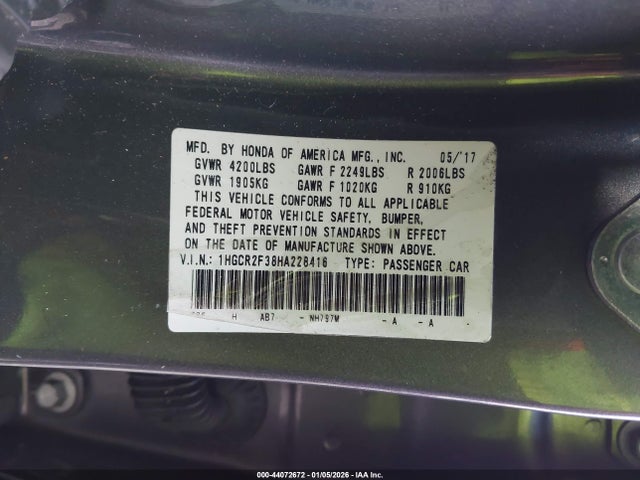 MFD. BY HONDA OF AMERICA MFG., INC. 05/'17
GVWR 4200LBS GAWR F 2249LBS R 2006LBS
GVWR 1905KG GAWR F 1020KG R 910KG
THIS VEHICLE CONFORMS TO ALL APPLICABLE
FEDERAL MOTOR VEHICLE SAFETY, BUMPER,
AND THEFT PREVENTION STANDARDS IN EFFECT
ON THE DATE OF MANUFACTURE SHOWN ABOVE.
V.I.N.: 1HGCR2F38HA228416 TYPE: PASSENGER CAR
H AB7 - NH797M - A - A .
000-44072672 - 01/05/2026 - IAA Inc.